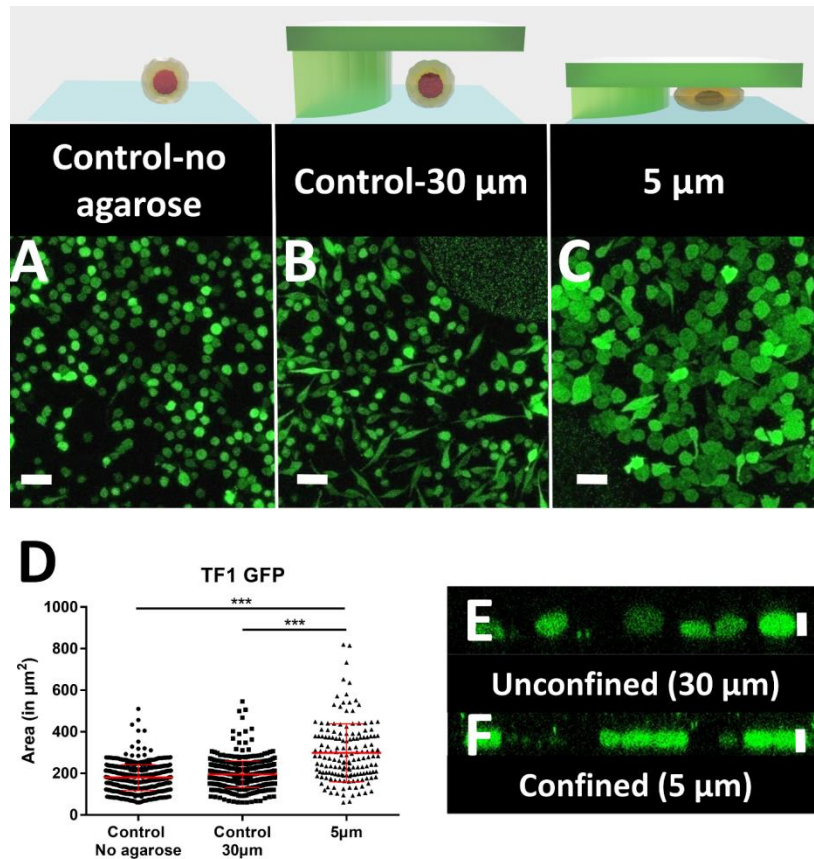 Control-no
agarose
Control-30 µm
5 µm
A
B
C
D
TF1 GFP
***
***
1000
800
600
400
200
0
Area (in µm²)
Control
No agarose
Control
30µm
5µm
E
Unconfined (30 µm)
F
Confined (5 µm)